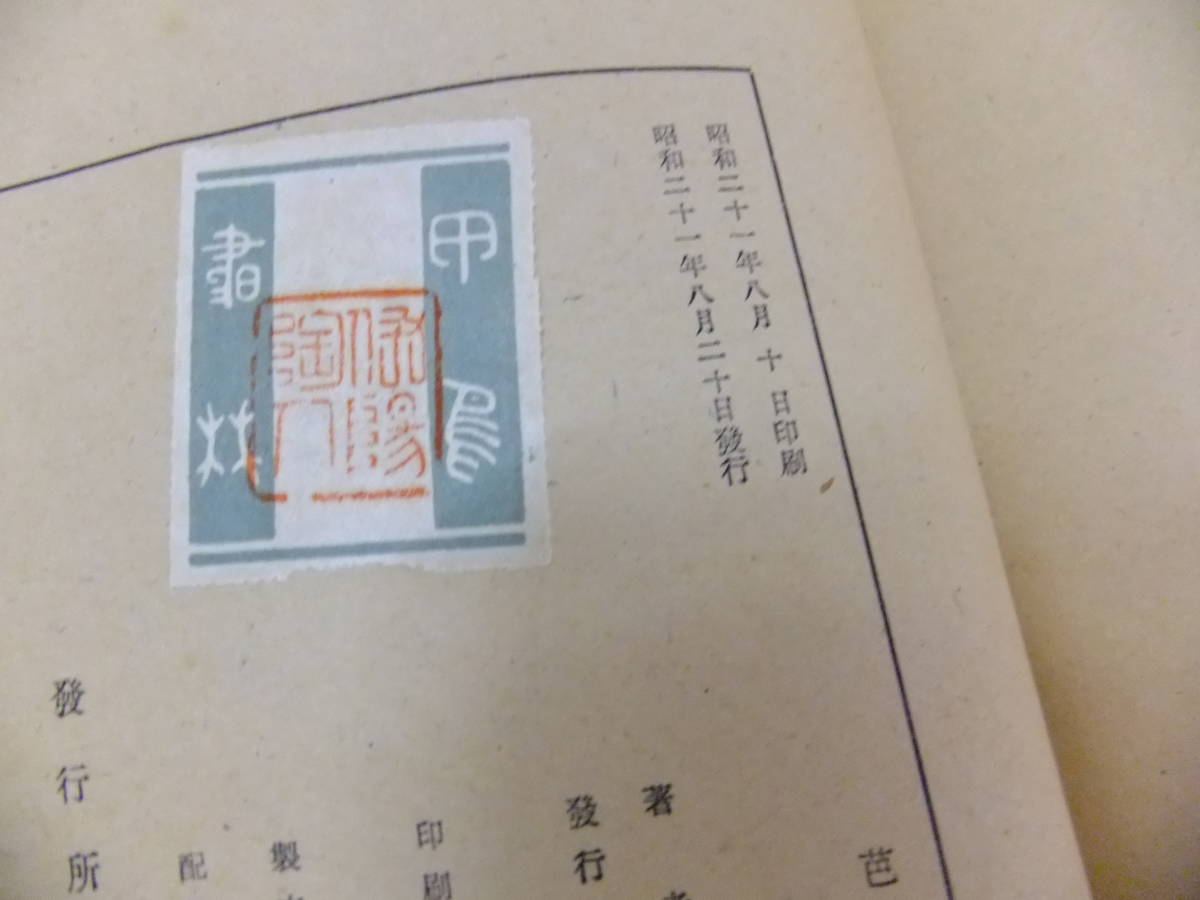 昭和二十一年八月十日印刷
昭和二十一年八月二十日發行
甲鳥
書林
芭
著
發行
印刷
製
配
發行所